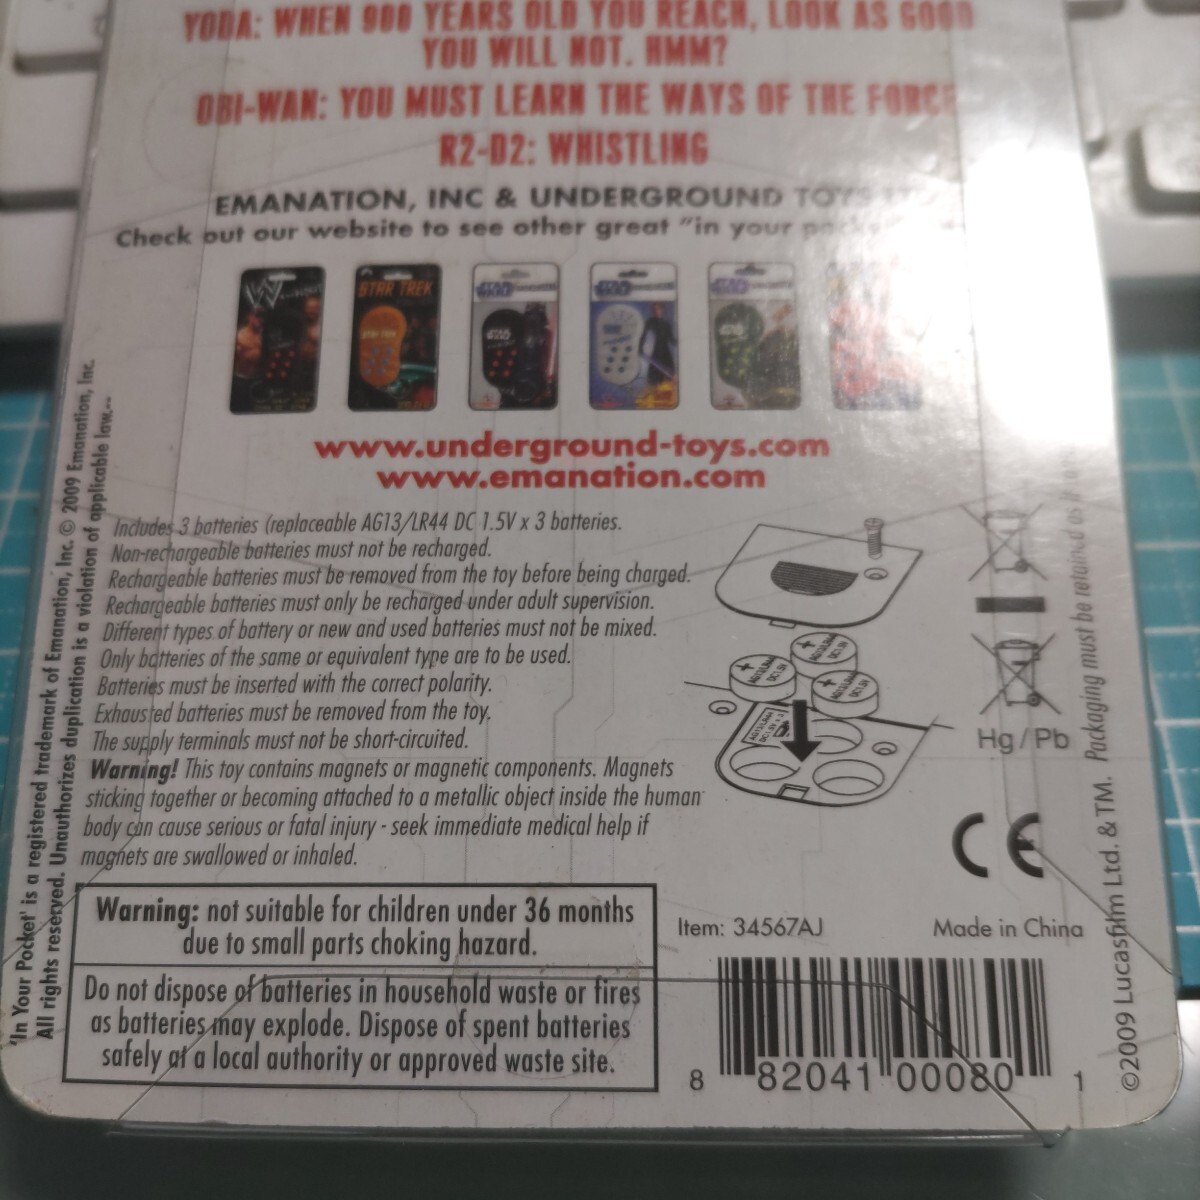 YODA: WHEN 900 YEARS OLD YOU REACH, LOOK AS GOOD
YOU WILL NOT. HMM?
OBI-WAN: YOU MUST LEARN THE WAYS OF THE FORCE
R2-D2: WHISTLING
EMANATION, INC & UNDERGROUND TOYS
Check out our website to see other great "in your
STAR TREK
www.underground-toys.com
www.emanation.com
Includes 3 batteries (replaceable AG13/LR44 DC 1.5V x 3 batteries.
Non-rechargeable batteries must not be recharged.
Rechargeable batteries must be removed from the toy before being charged.
Rechargeable batteries must only be recharged under adult supervision.
Different types of battery or new and used batteries must not be mixed.
Only batteries of the same or equivalent type are to be used.
Batteries must be inserted with the correct polarity.
Exhausted batteries must be removed from the toy.
The supply terminals must not be short-circuited.
Warning! This toy contains magnets or magnetic components. Magnets
sticking together or becoming attached to a metallic object inside the human
body can cause serious or fatal injury - seek immediate medical help if
magnets are swallowed or inhaled.
Warning: not suitable for children under 36 months
due to small parts choking hazard.
Do not dispose of batteries in household waste or fires
as batteries may explode. Dispose of spent batteries
safely at a local authority or approved waste site.
'In Your Pocket' is a registered trademark of Emanation, Inc. © 2009 Emanation, Inc.
All rights reserved. Unauthorizes duplication is a violation of applicable law.--
Hg/Pb
CE
Item: 34567AJ
Made in China
8 82041 00080 1
©2009 Lucasfilm Ltd. & TM. Packaging must be retained as it